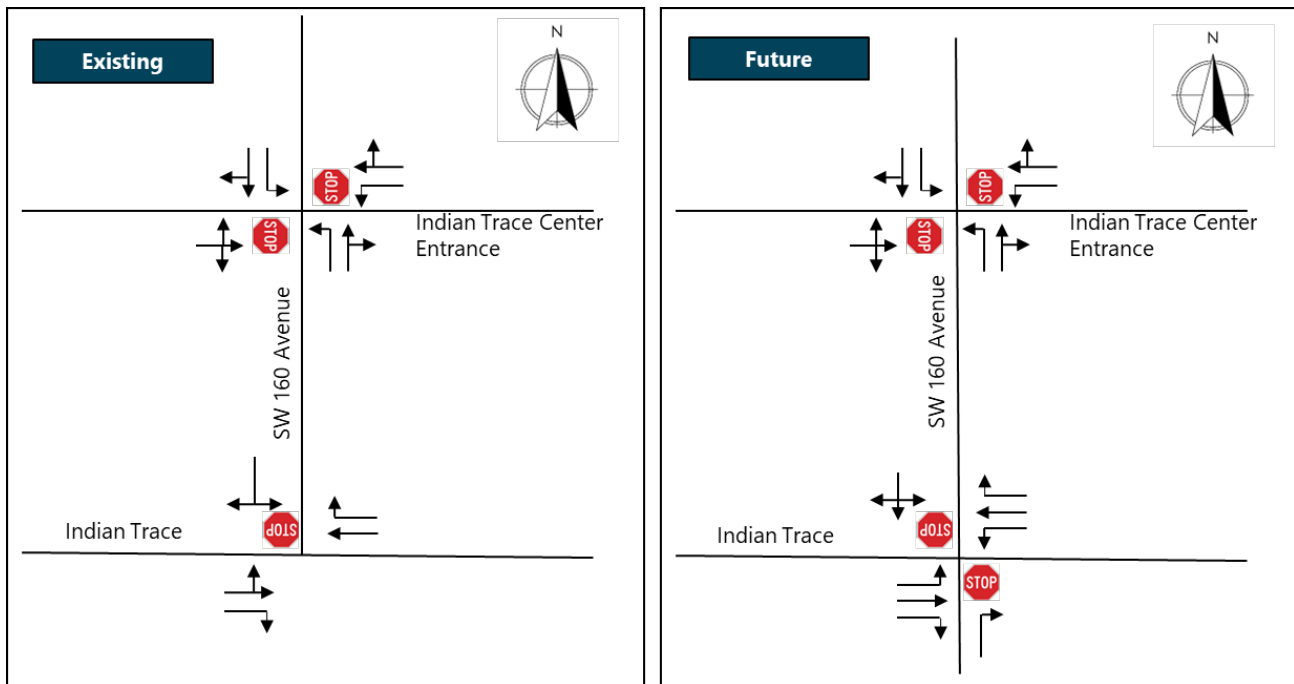 Existing
N
STOP
STOP
Indian Trace Center
Entrance
SW 160 Avenue
Indian Trace
STOP
Future
N
STOP
STOP
Indian Trace Center
Entrance
SW 160 Avenue
Indian Trace
STOP
STOP